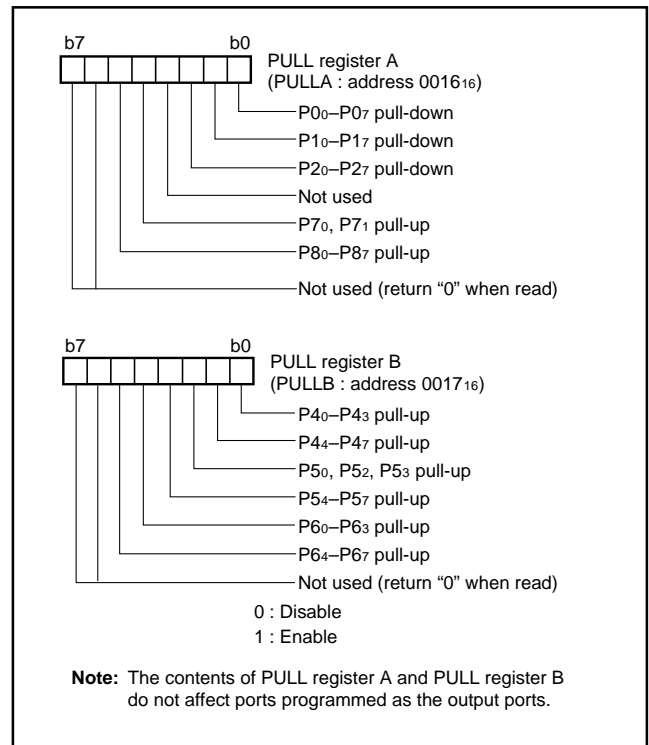 b7 b0
PULL register A
(PULLA : address 0016₁₆)
P0₀–P0₇ pull-down
P1₀–P1₇ pull-down
P2₀–P2₇ pull-down
Not used
P7₀, P7₁ pull-up
P8₀–P8₇ pull-up
Not used (return “0” when read)
b7 b0
PULL register B
(PULLB : address 0017₁₆)
P4₀–P4₃ pull-up
P4₄–P4₇ pull-up
P5₀, P5₂, P5₃ pull-up
P5₄–P5₇ pull-up
P6₀–P6₃ pull-up
P6₄–P6₇ pull-up
Not used (return “0” when read)
0 : Disable
1 : Enable
Note: The contents of PULL register A and PULL register B
do not affect ports programmed as the output ports.